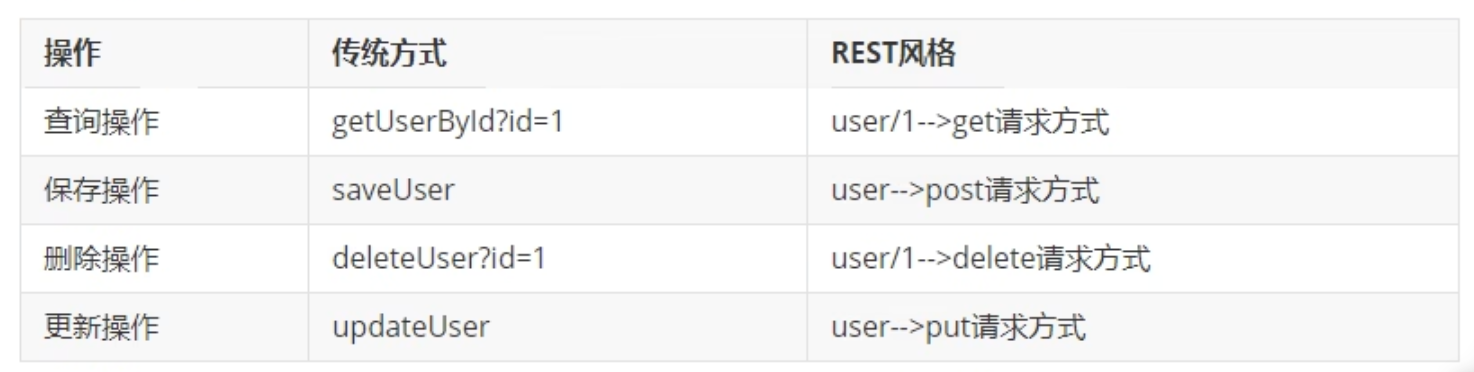 操作 传统方式 REST风格
查询操作 getUserById?id=1 user/1-->get请求方式
保存操作 saveUser user-->post请求方式
删除操作 deleteUser?id=1 user/1-->delete请求方式
更新操作 updateUser user-->put请求方式